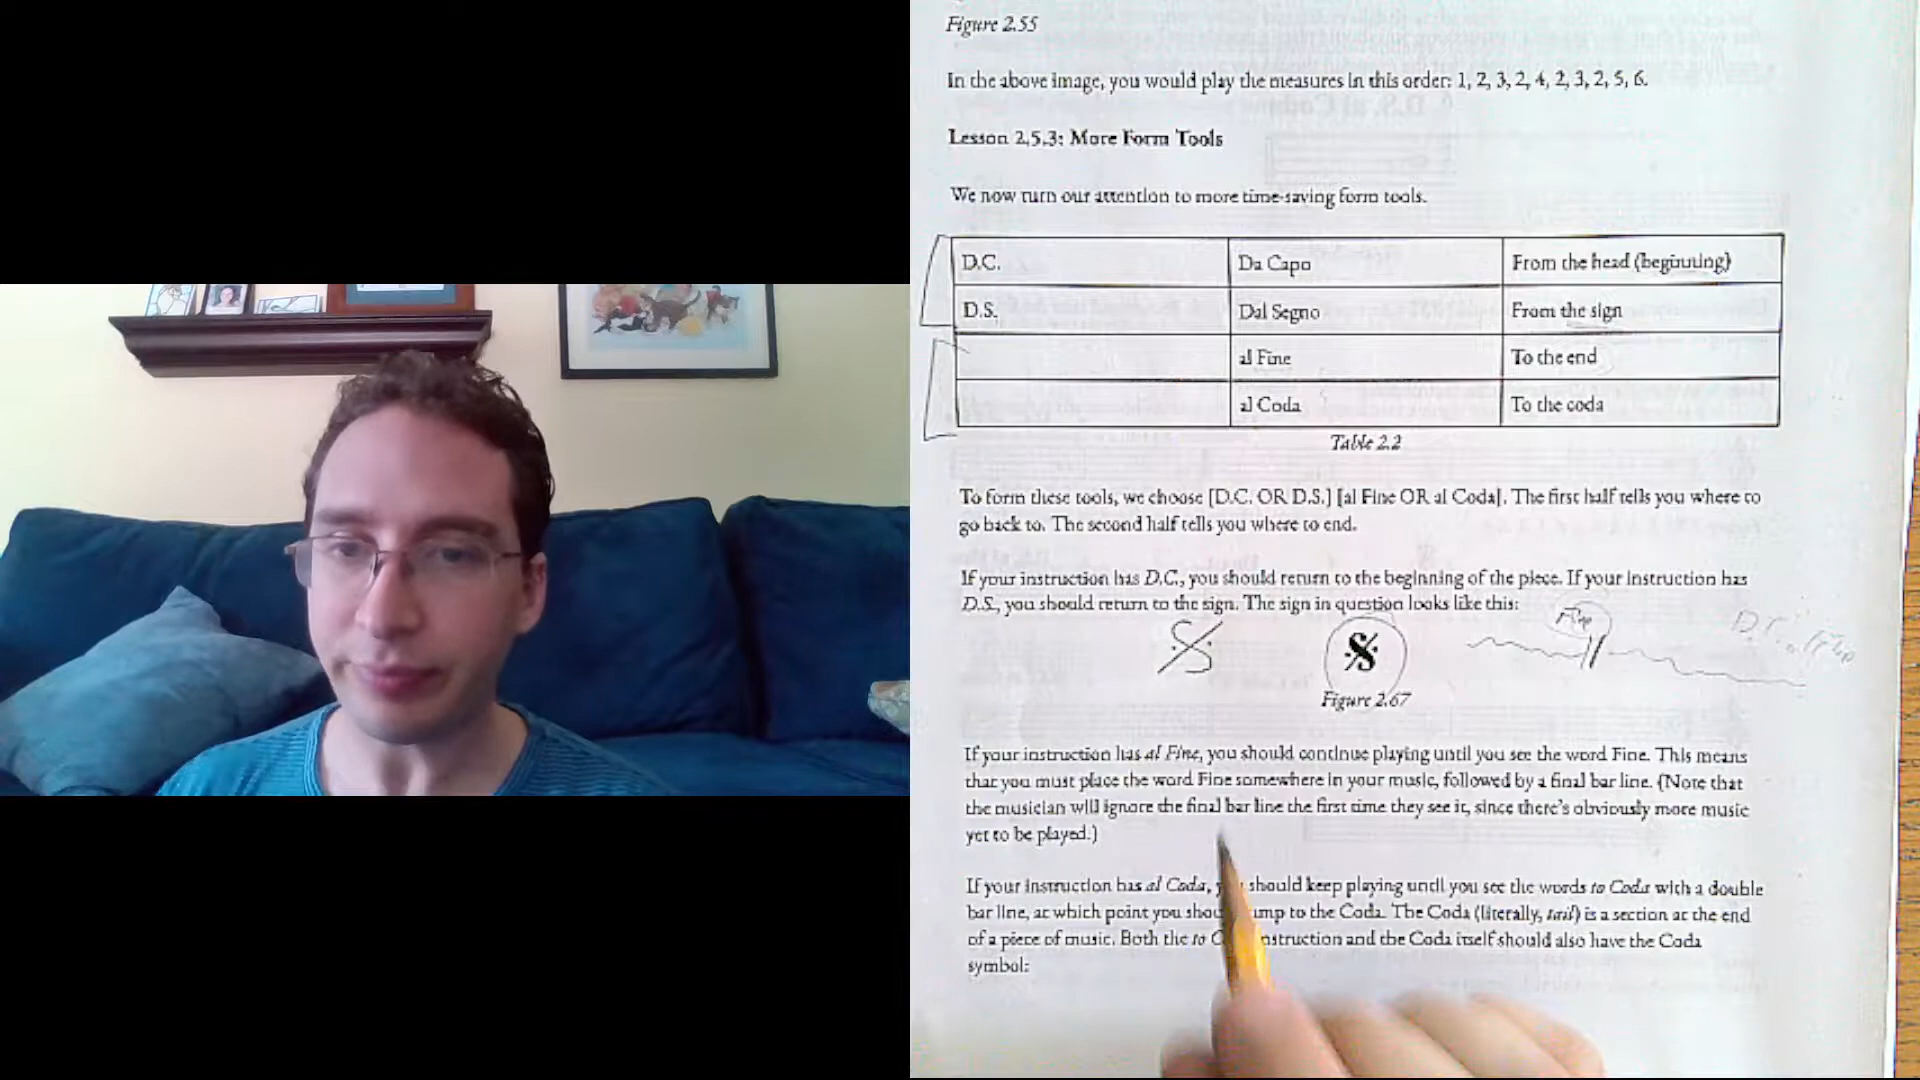 Figure 2.55
In the above image, you would play the measures in this order: 1, 2, 3, 2, 4, 2, 3, 2, 5, 6.
Lesson 2.5.3: More Form Tools
We now turn our attention to more time-saving form tools.
D.C. Da Capo From the head (beginning)
D.S. Dal Segno From the sign
al Fine To the end
al Coda To the coda
Table 2.2
To form these tools, we choose [D.C. OR D.S.] [al Fine OR al Coda]. The first half tells you where to
go back to. The second half tells you where to end.
If your instruction has D.C., you should return to the beginning of the piece. If your instruction has
D.S., you should return to the sign. The sign in question looks like this:
Fine
D.C.
Figure 2.67
If your instruction has al Fine, you should continue playing until you see the word Fine. This means
that you must place the word Fine somewhere in your music, followed by a final bar line. (Note that
the musician will ignore the final bar line the first time they see it, since there's obviously more music
yet to be played.)
If your instruction has al Coda, should keep playing until you see the words to Coda with a double
bar line, at which point you to the Coda. The Coda (literally, tail) is a section at the end
of a piece of music. Both the to and the Coda itself should also have the Coda
symbol: